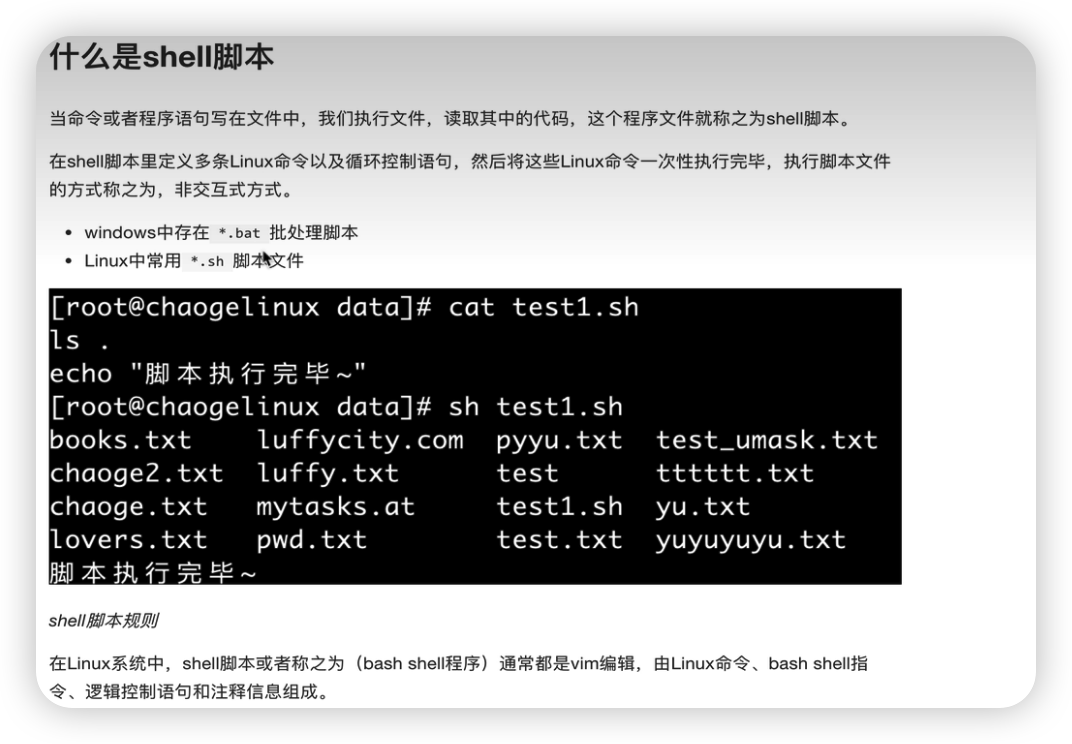 什么是shell脚本
当命令或者程序语句写在文件中，我们执行文件，读取其中的代码，这个程序文件就称之为shell脚本。
在shell脚本里定义多条Linux命令以及循环控制语句，然后将这些Linux命令一次性执行完毕，执行脚本文件
的方式称之为，非交互式方式。
• windows中存在 *.bat 批处理脚本
• Linux中常用 *.sh 脚本文件
[root@chaogelinux data]# cat test1.sh
ls .
echo "脚本执行完毕~"
[root@chaogelinux data]# sh test1.sh
books.txt luffycity.com pyyu.txt test_umask.txt
chaoge2.txt luffy.txt test tttttt.txt
chaoge.txt mytasks.at test1.sh yu.txt
lovers.txt pwd.txt test.txt yuyuyuyu.txt
脚本执行完毕~
shell脚本规则
在Linux系统中，shell脚本或者称之为（bash shell程序）通常都是vim编辑，由Linux命令、bash shell指
令、逻辑控制语句和注释信息组成。